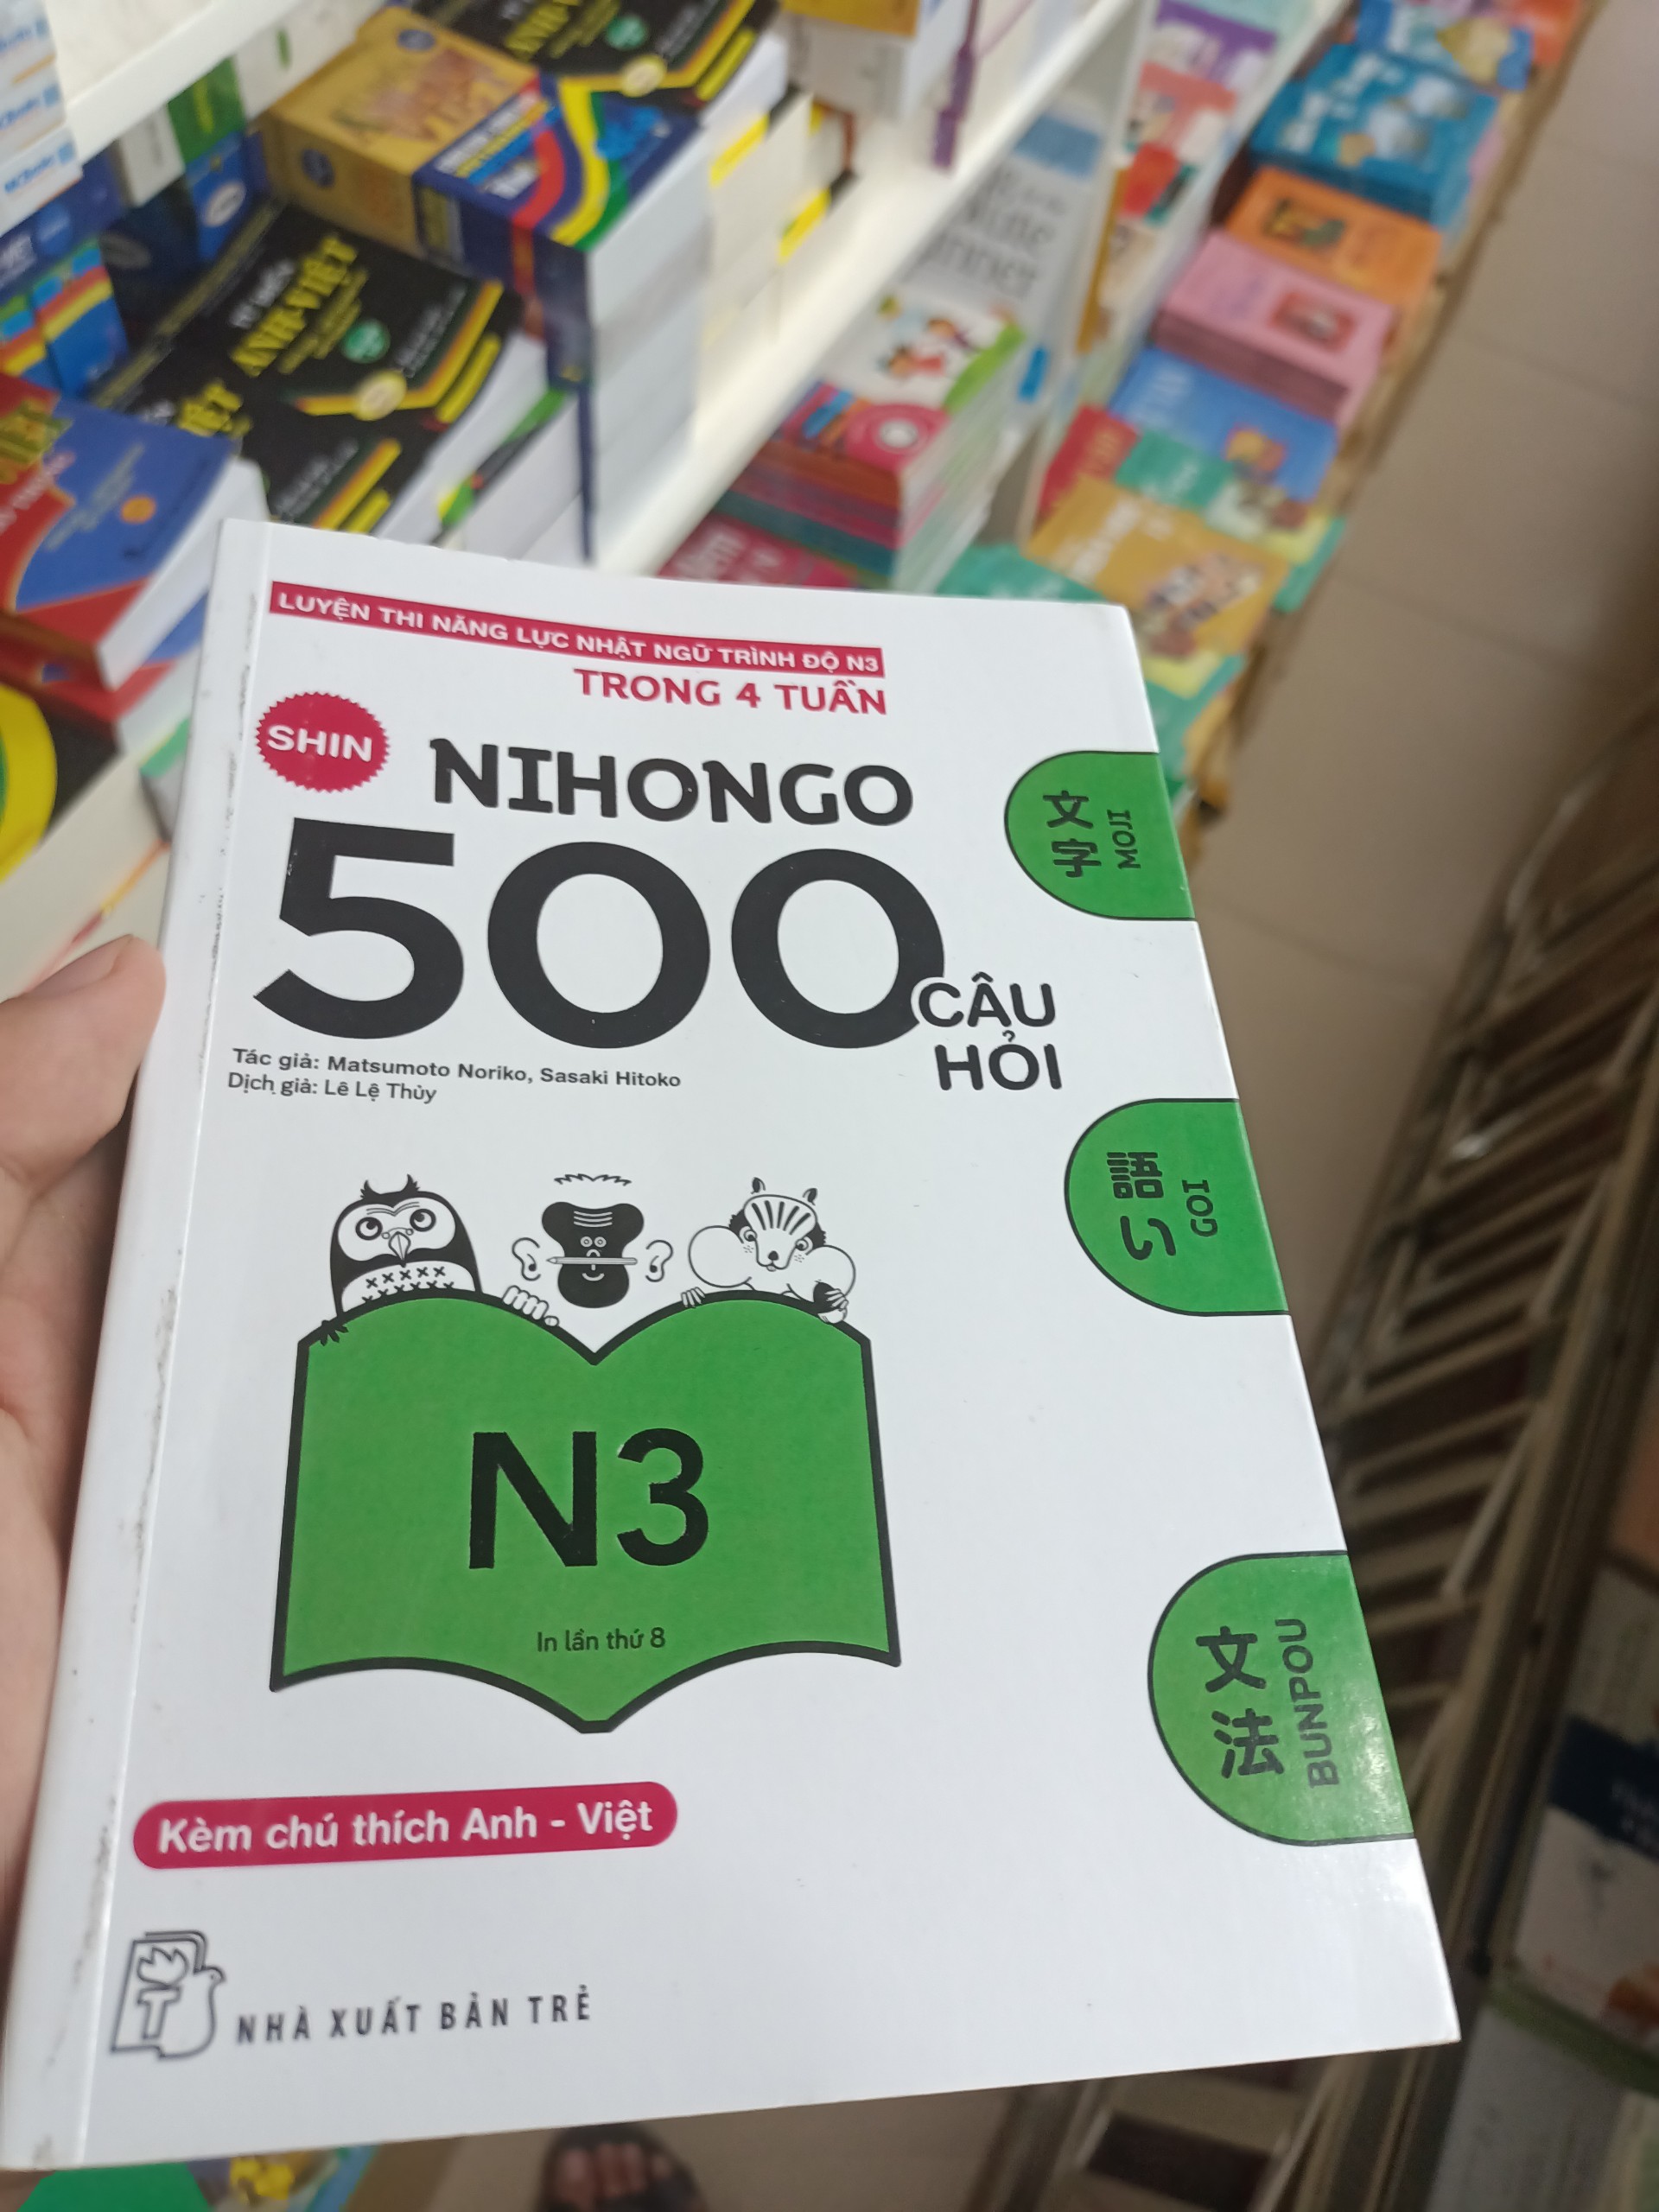 LUYỆN THI NĂNG LỰC NHẬT NGỮ TRÌNH ĐỘ N3
TRONG 4 TUẦN
SHIN
NIHONGO
500
CÂU
HỎI
Tác giả: Matsumoto Noriko, Sasaki Hitoko
Dịch giả: Lê Lệ Thủy
文字
MOJI
語い
GOI
N3
In lần thứ 8
文法
BUNPOU
Kèm chú thích Anh - Việt
T
NHÀ XUẤT BẢN TRẺ
ANH-VIỆT